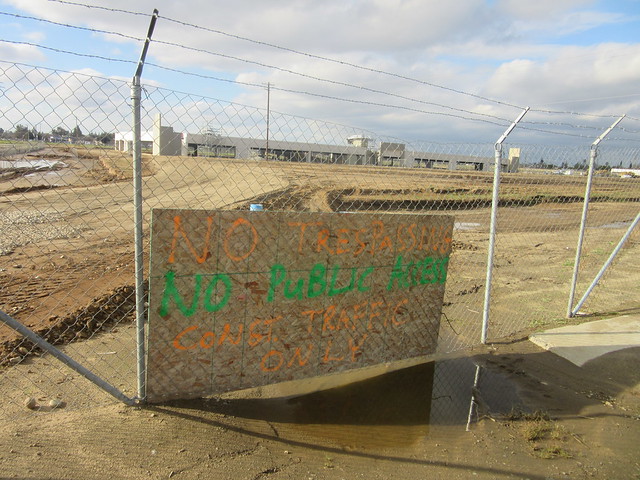 NO TRESPASSING
NO PUBLIC ACCESS
CONST TRAFFIC
ONLY